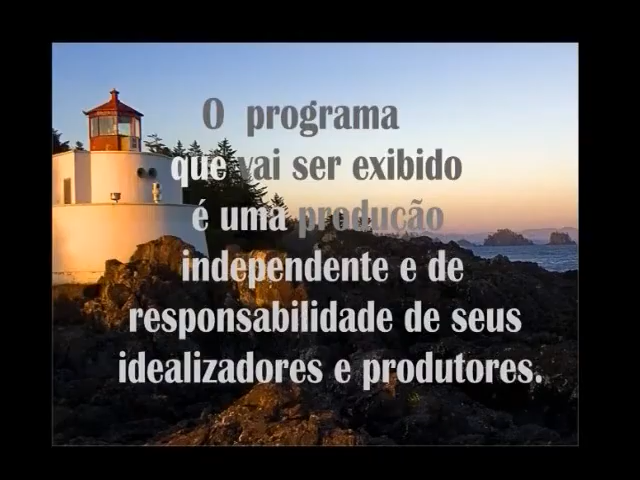 O programa
que vai ser exibido
é uma produção
independente e de
responsabilidade de seus
idealizadores e produtores.